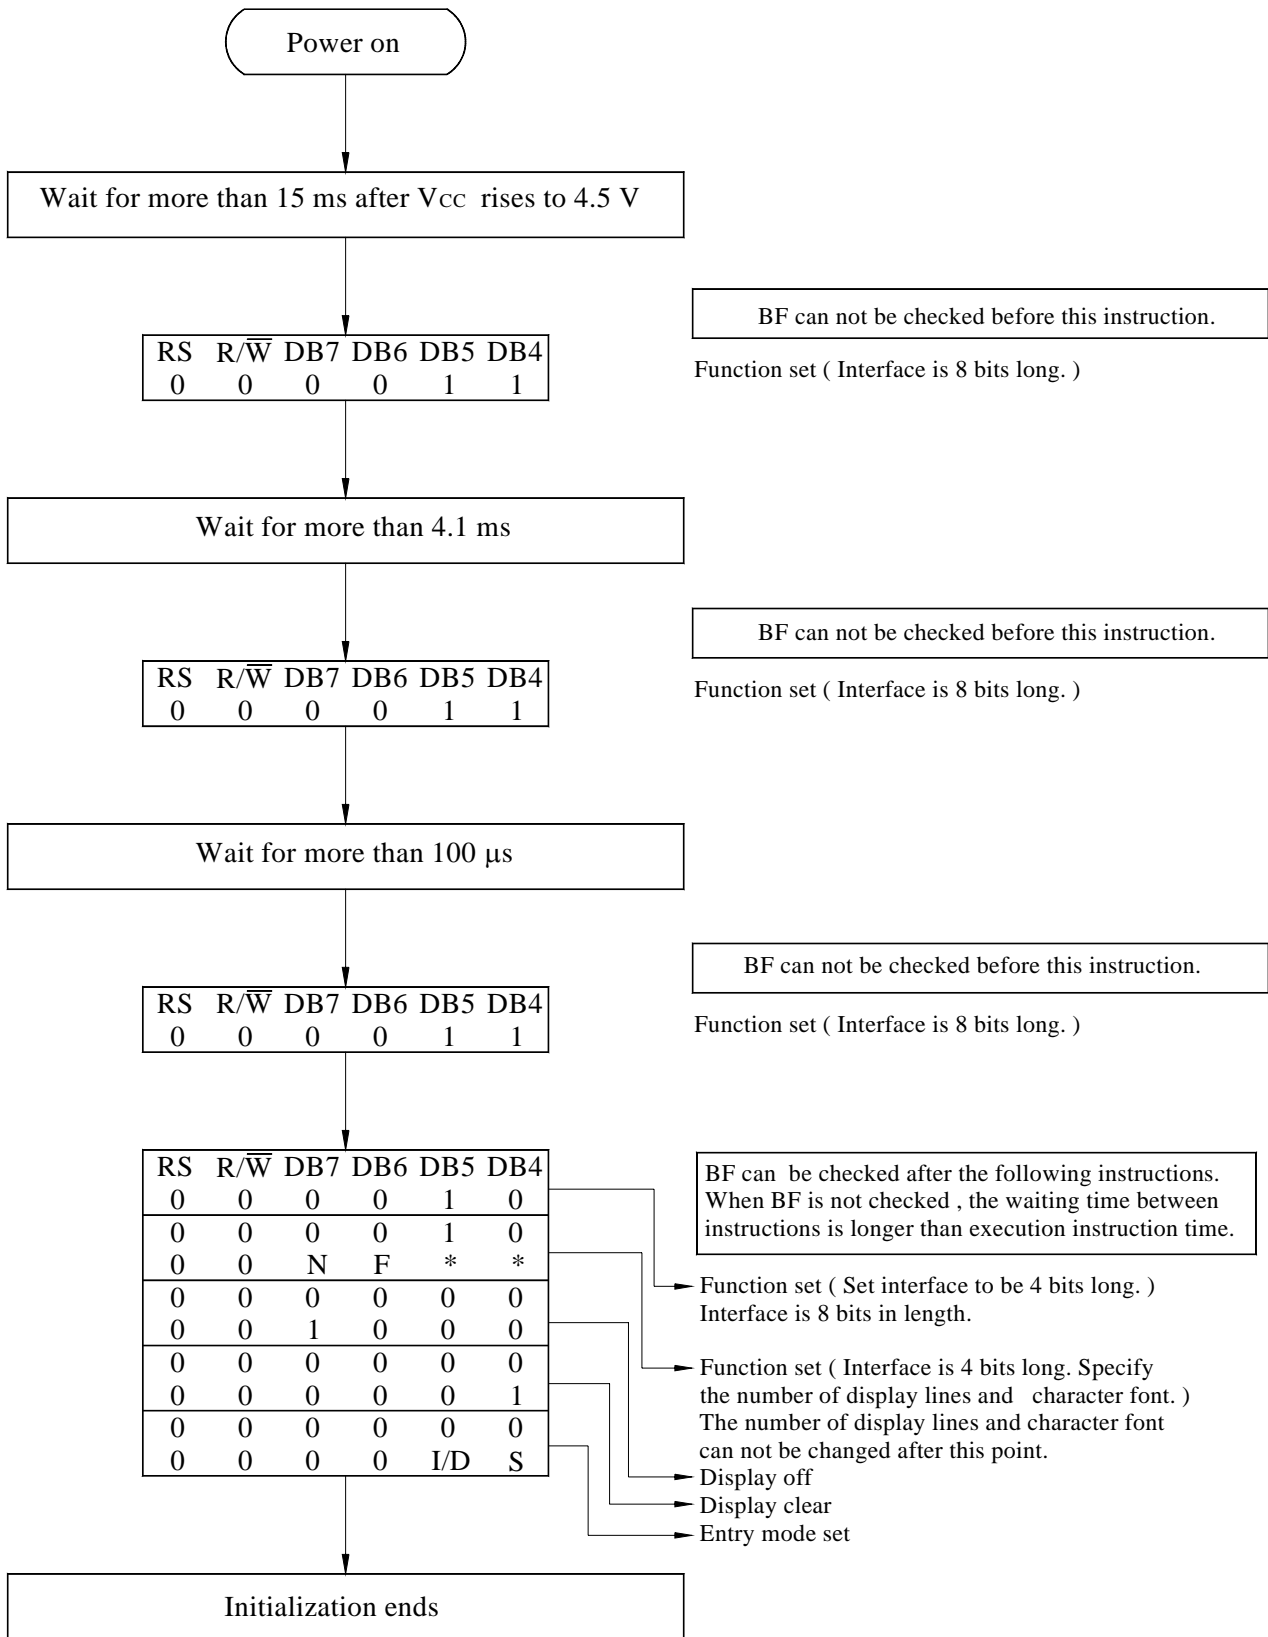 Power on
Wait for more than 15 ms after VCC rises to 4.5 V
BF can not be checked before this instruction.
RS R/W̅ DB7 DB6 DB5 DB4
0 0 0 0 1 1
Function set ( Interface is 8 bits long. )
Wait for more than 4.1 ms
BF can not be checked before this instruction.
RS R/W̅ DB7 DB6 DB5 DB4
0 0 0 0 1 1
Function set ( Interface is 8 bits long. )
Wait for more than 100 μs
BF can not be checked before this instruction.
RS R/W̅ DB7 DB6 DB5 DB4
0 0 0 0 1 1
Function set ( Interface is 8 bits long. )
RS R/W̅ DB7 DB6 DB5 DB4
0 0 0 0 1 0
0 0 0 0 1 0
0 0 N F * *
0 0 0 0 0 0
0 0 1 0 0 0
0 0 0 0 0 0
0 0 0 0 0 1
0 0 0 0 0 0
0 0 0 0 I/D S
BF can be checked after the following instructions.
When BF is not checked , the waiting time between
instructions is longer than execution instruction time.
Function set ( Set interface to be 4 bits long. )
Interface is 8 bits in length.
Function set ( Interface is 4 bits long. Specify
the number of display lines and character font. )
The number of display lines and character font
can not be changed after this point.
Display off
Display clear
Entry mode set
Initialization ends